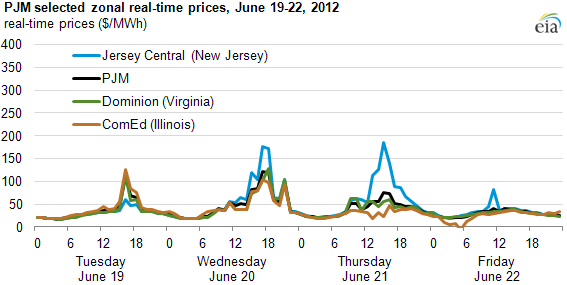 PJM selected zonal real-time prices, June 19-22, 2012
real-time prices ($/MWh)
eia
400
350
300
250
200
150
100
50
0
Jersey Central (New Jersey)
PJM
Dominion (Virginia)
ComEd (Illinois)
0 6 12 18 0 6 12 18 0 6 12 18 0 6 12 18
Tuesday Wednesday Thursday Friday
June 19 June 20 June 21 June 22